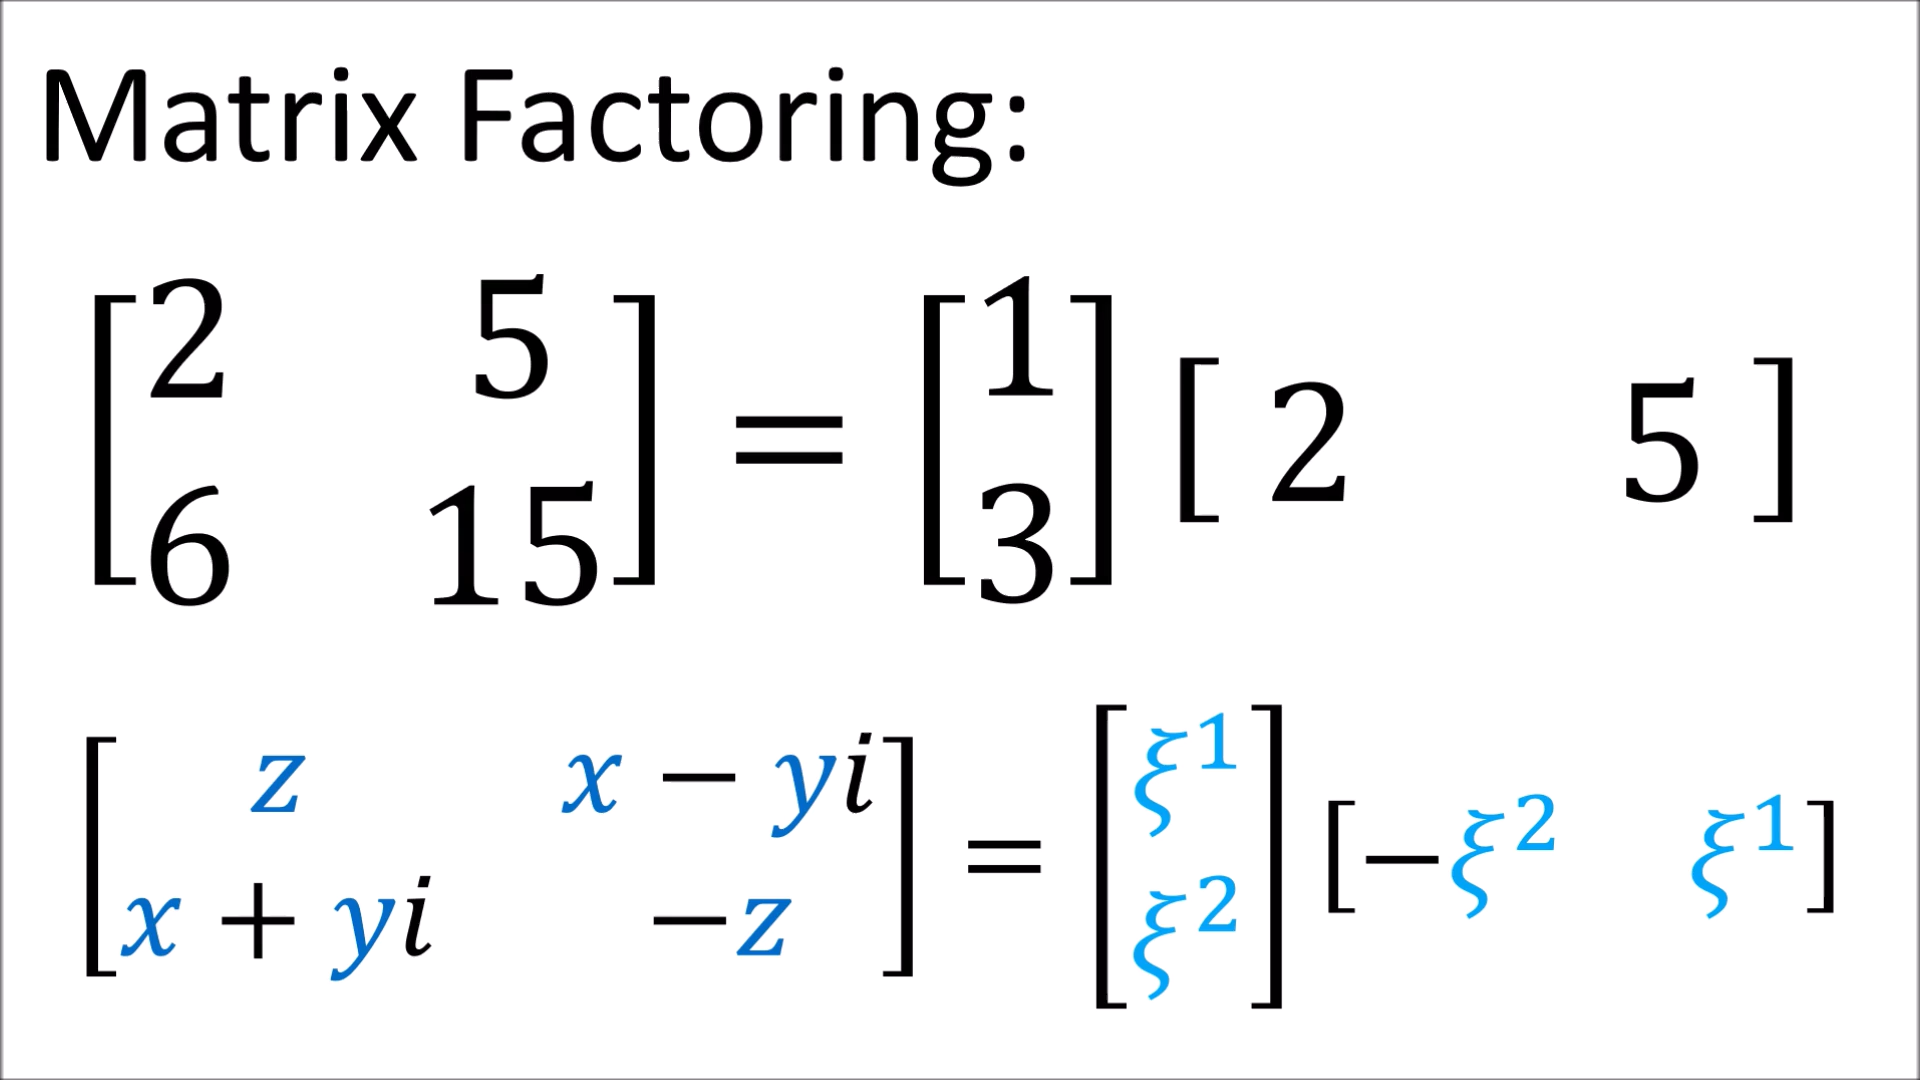 Matrix Factoring:
[2 5; 6 15] = [1; 3] [2 5]
[z x − yi; x + yi −z] = [ξ¹; ξ²] [−ξ² ξ¹]